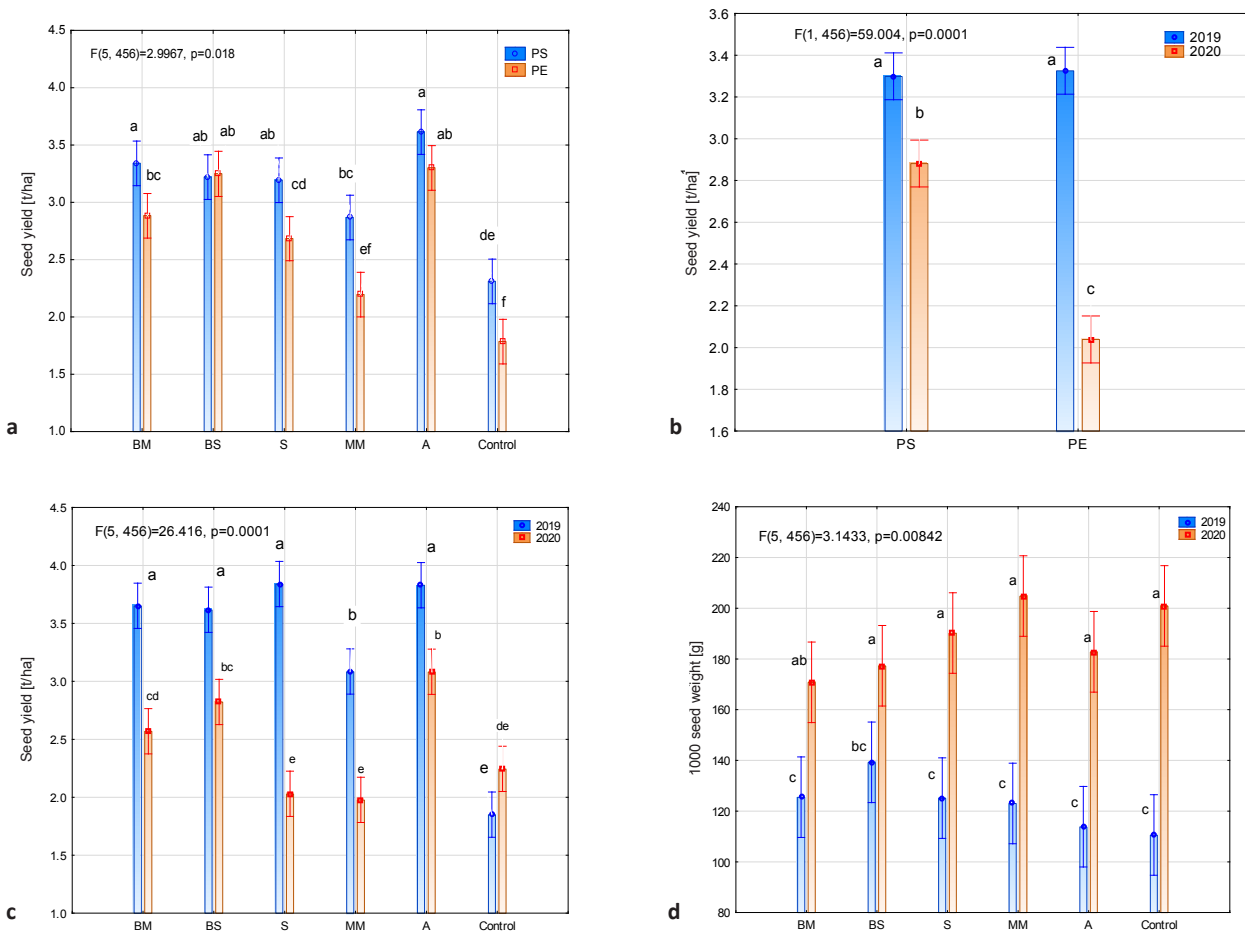 4.5
F(5, 456)=2.9967, p=0.018
PS
PE
4.0
3.5
3.0
2.5
2.0
1.5
1.0
Seed yield [t/ha]
a
bc
ab
ab
ab
cd
bc
ef
a
ab
de
f
BM BS S MM A Control
a
3.6
F(1, 456)=59.004, p=0.0001
2019
2020
3.4
3.2
3.0
2.8
2.6
2.4
2.2
2.0
1.8
1.6
Seed yield [t/ha]
a
b
a
c
PS PE
b
4.5
F(5, 456)=26.416, p=0.0001
2019
2020
4.0
3.5
3.0
2.5
2.0
1.5
1.0
Seed yield [t/ha]
a
cd
a
bc
a
e
b
e
a
b
e
de
BM BS S MM A Control
c
240
F(5, 456)=3.1433, p=0.00842
2019
2020
220
200
180
160
140
120
100
80
1000 seed weight [g]
c
ab
bc
a
c
a
c
a
c
a
c
a
BM BS S MM A Control
d